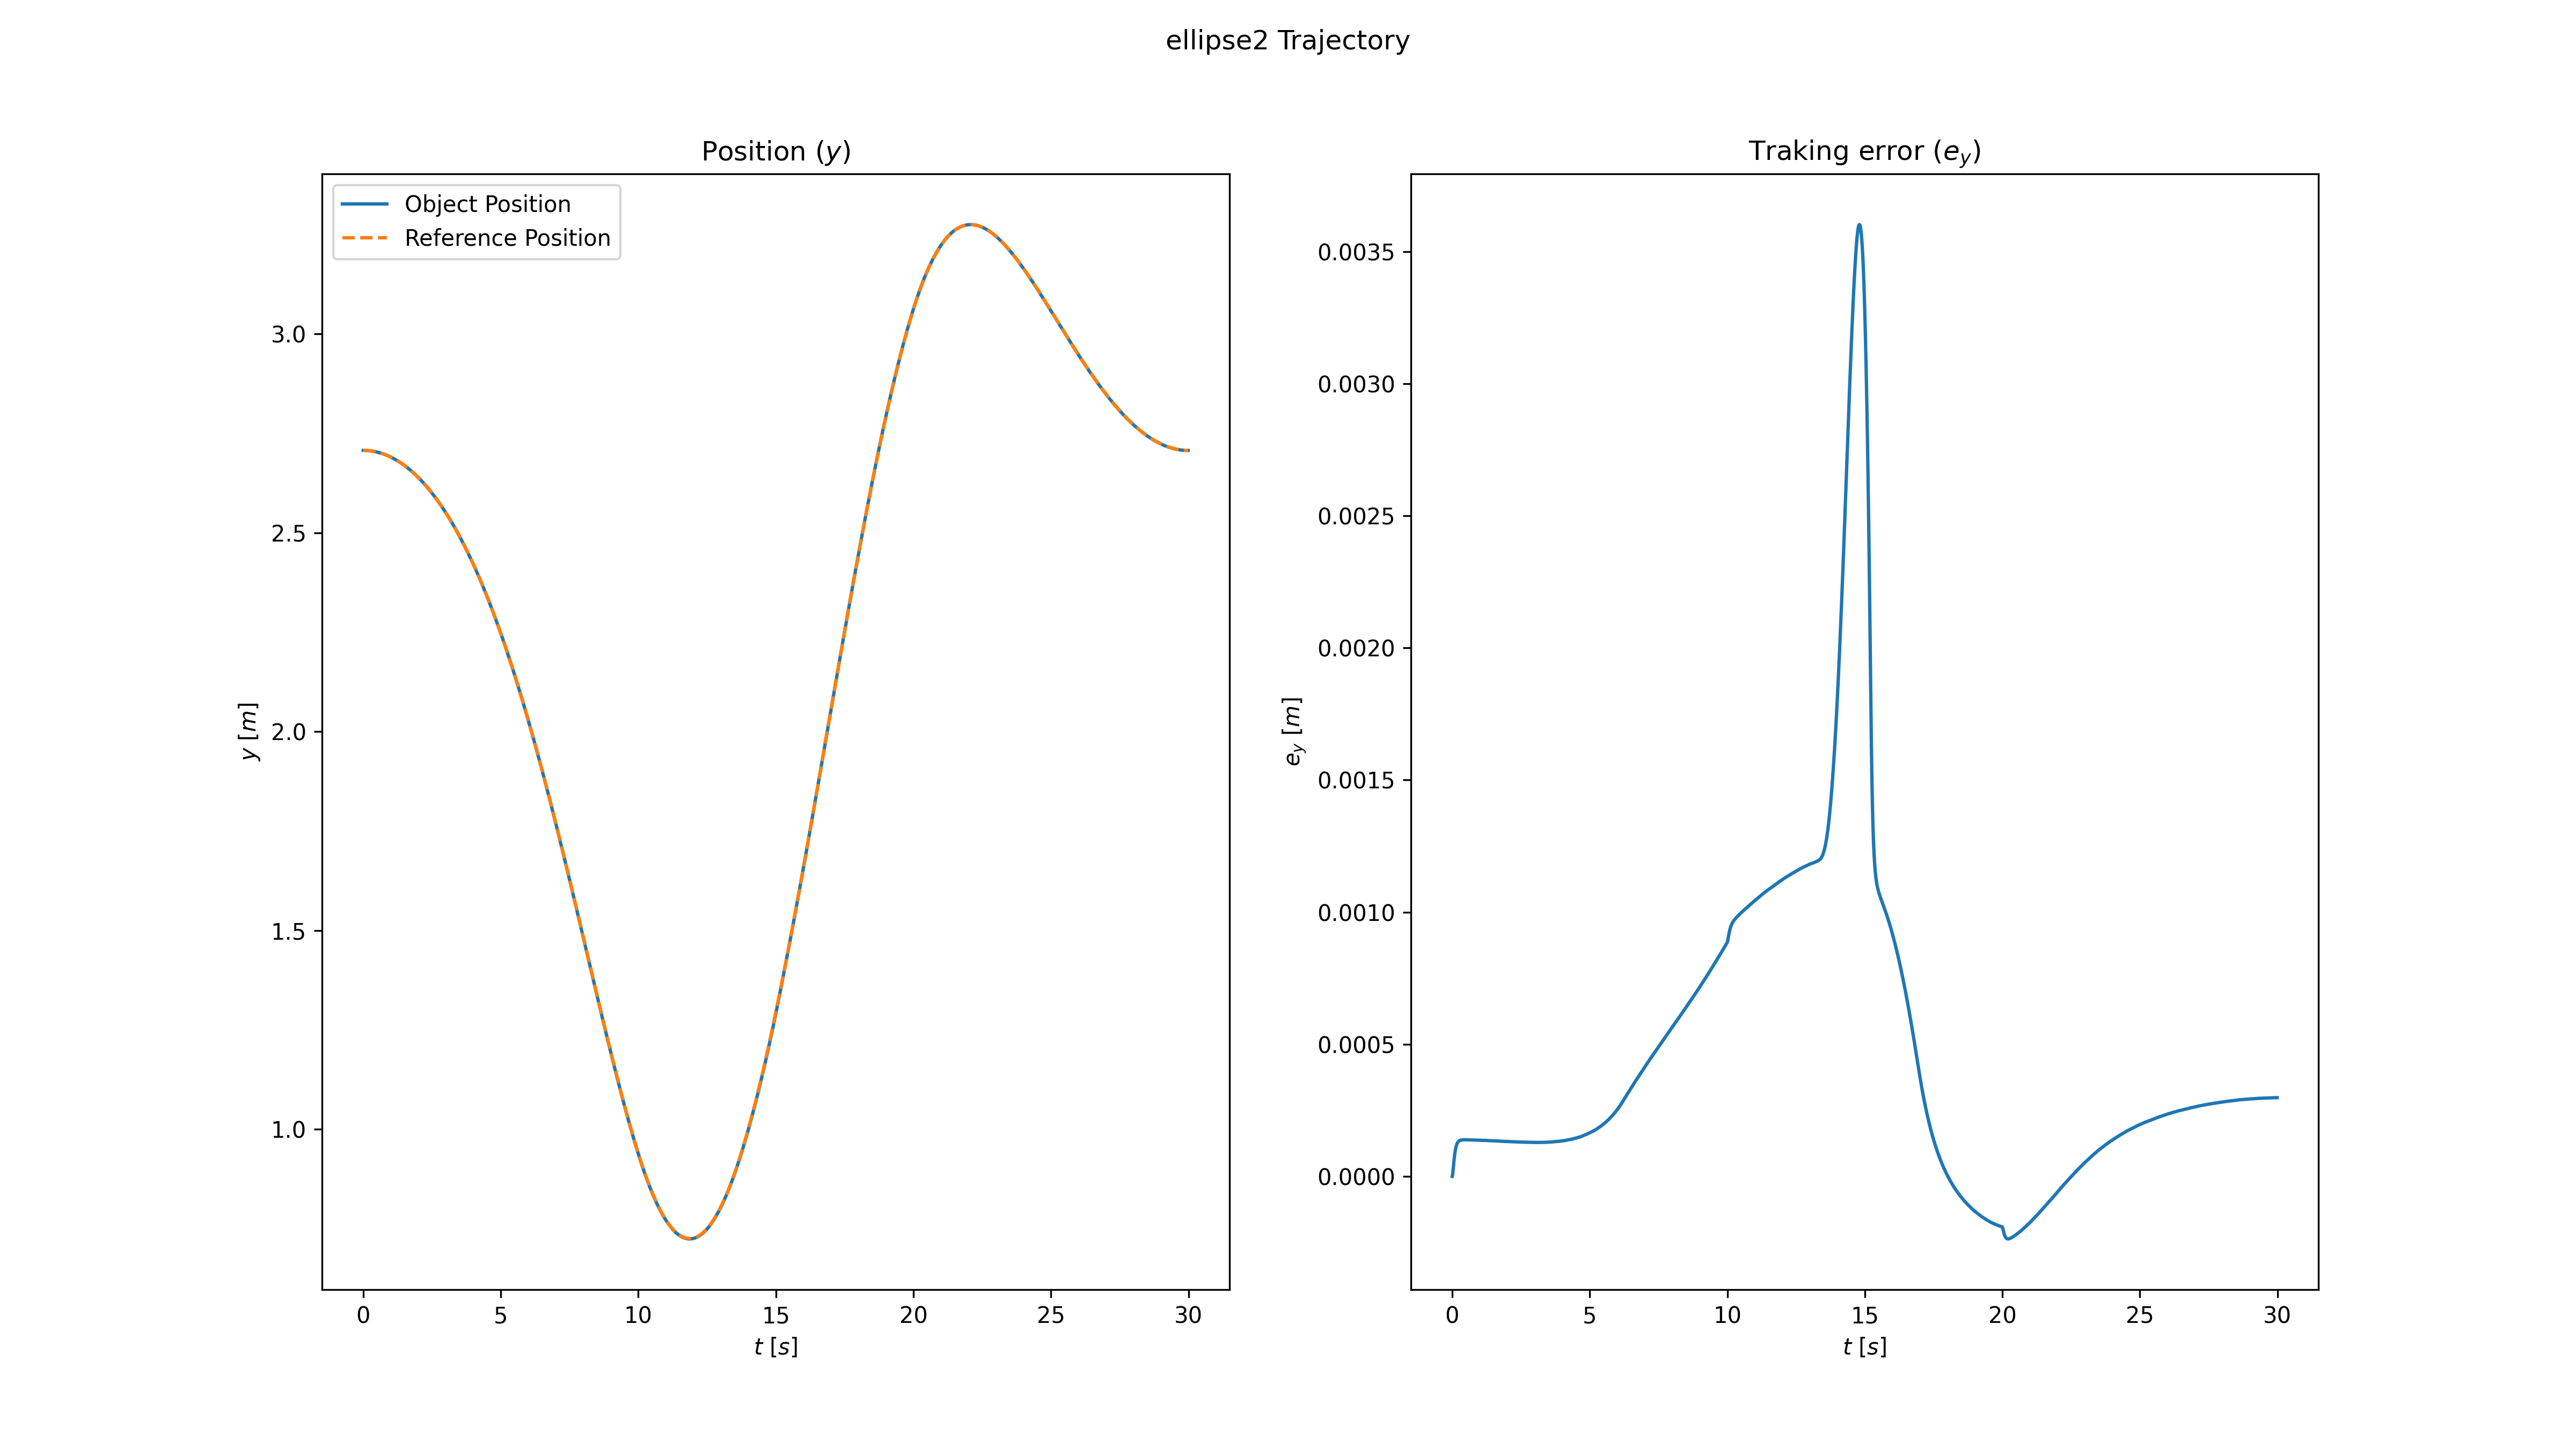 ellipse2 Trajectory
Position (y)
Object Position
Reference Position
3.0
2.5
2.0
1.5
1.0
y [m]
0 5 10 15 20 25 30
t [s]
Traking error (e_y)
0.0035
0.0030
0.0025
0.0020
0.0015
0.0010
0.0005
0.0000
e_y [m]
0 5 10 15 20 25 30
t [s]